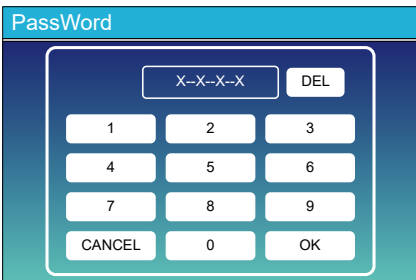 PassWord
X--X--X--X DEL
1 2 3
4 5 6
7 8 9
CANCEL 0 OK